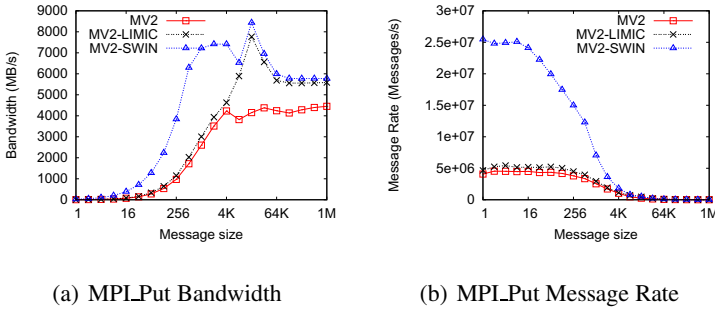 MV2
MV2-LIMIC
MV2-SWIN
9000
8000
7000
6000
5000
4000
3000
2000
1000
0
Bandwidth (MB/s)
1 16 256 4K 64K 1M
Message size
(a) MPI_Put Bandwidth
MV2
MV2-LIMIC
MV2-SWIN
3e+07
2.5e+07
2e+07
1.5e+07
1e+07
5e+06
0
Message Rate (Messages/s)
1 16 256 4K 64K 1M
Message size
(b) MPI_Put Message Rate